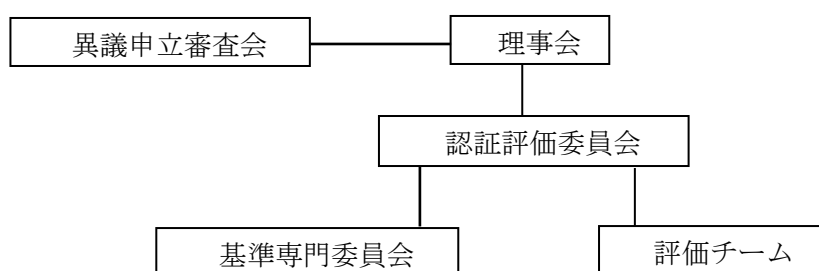 異議申立審査会
理事会
認証評価委員会
基準専門委員会
評価チーム